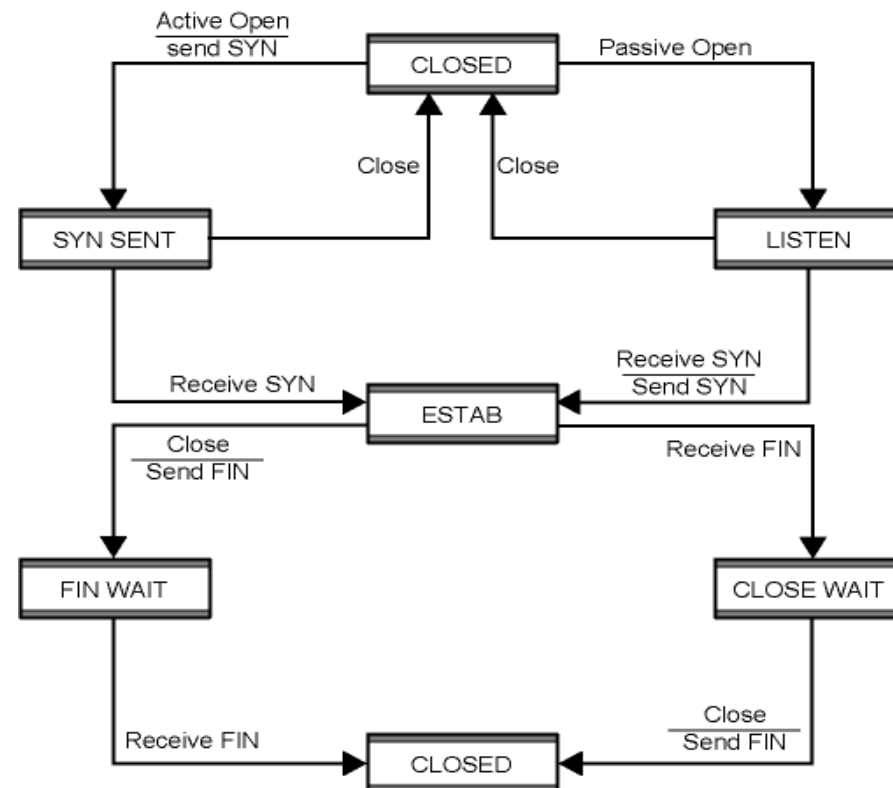 Active Open
send SYN
CLOSED
Passive Open
Close
Close
SYN SENT
LISTEN
Receive SYN
Receive SYN
Send SYN
ESTAB
Close
Send FIN
Receive FIN
FIN WAIT
CLOSE WAIT
Receive FIN
Close
Send FIN
CLOSED